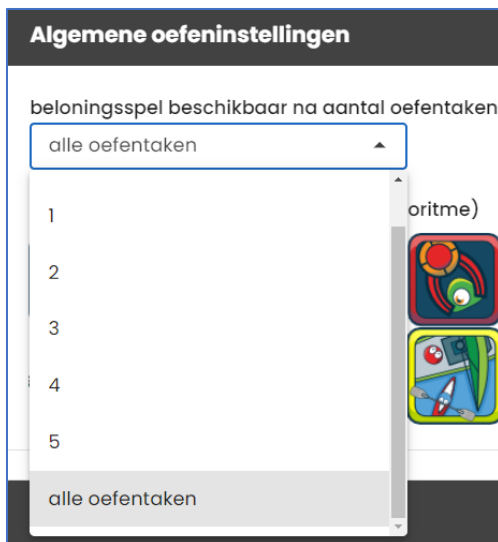 Algemene oefeninstellingen
beloningsspel beschikbaar na aantal oefentaken
alle oefentaken
oritme)
1
2
3
4
5
alle oefentaken